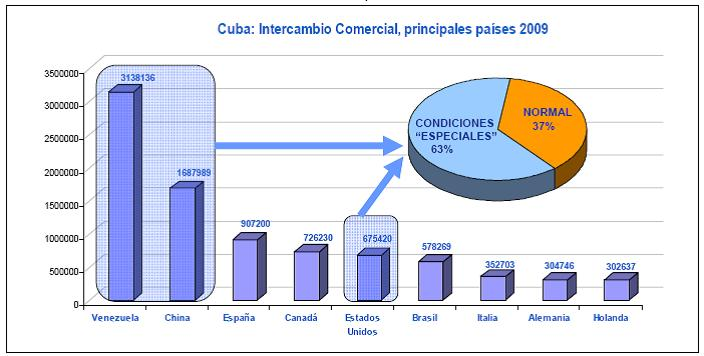 Cuba: Intercambio Comercial, principales países 2009
3500000
3000000
2500000
2000000
1500000
1000000
500000
0
3138136
1687989
907200
726230
675420
578269
352703
304746
302637
CONDICIONES
“ESPECIALES”
63%
NORMAL
37%
Venezuela
China
España
Canadá
Estados
Unidos
Brasil
Italia
Alemania
Holanda